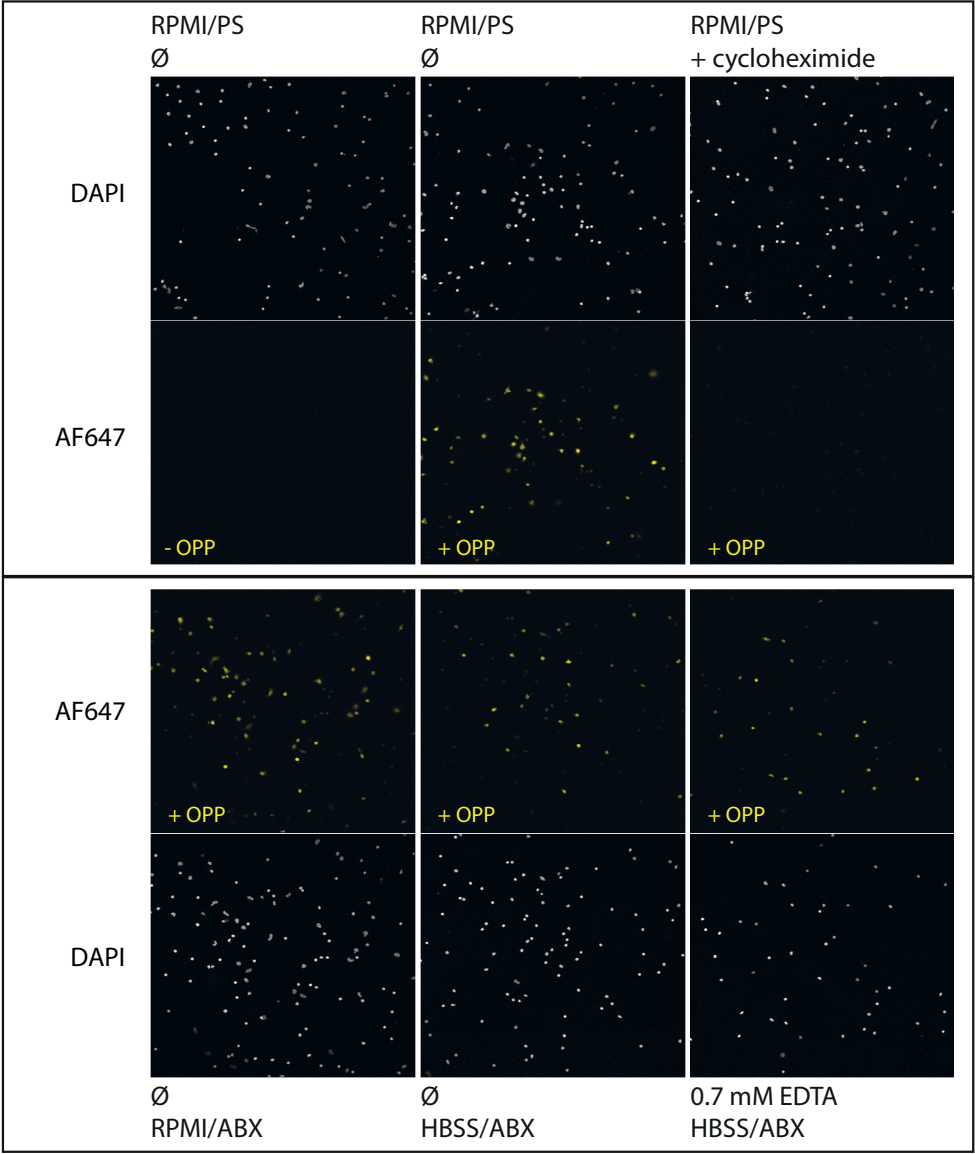 RPMI/PS RPMI/PS RPMI/PS
Ø Ø + cycloheximide
DAPI
AF647
- OPP + OPP + OPP
AF647
+ OPP + OPP + OPP
DAPI
Ø Ø 0.7 mM EDTA
RPMI/ABX HBSS/ABX HBSS/ABX